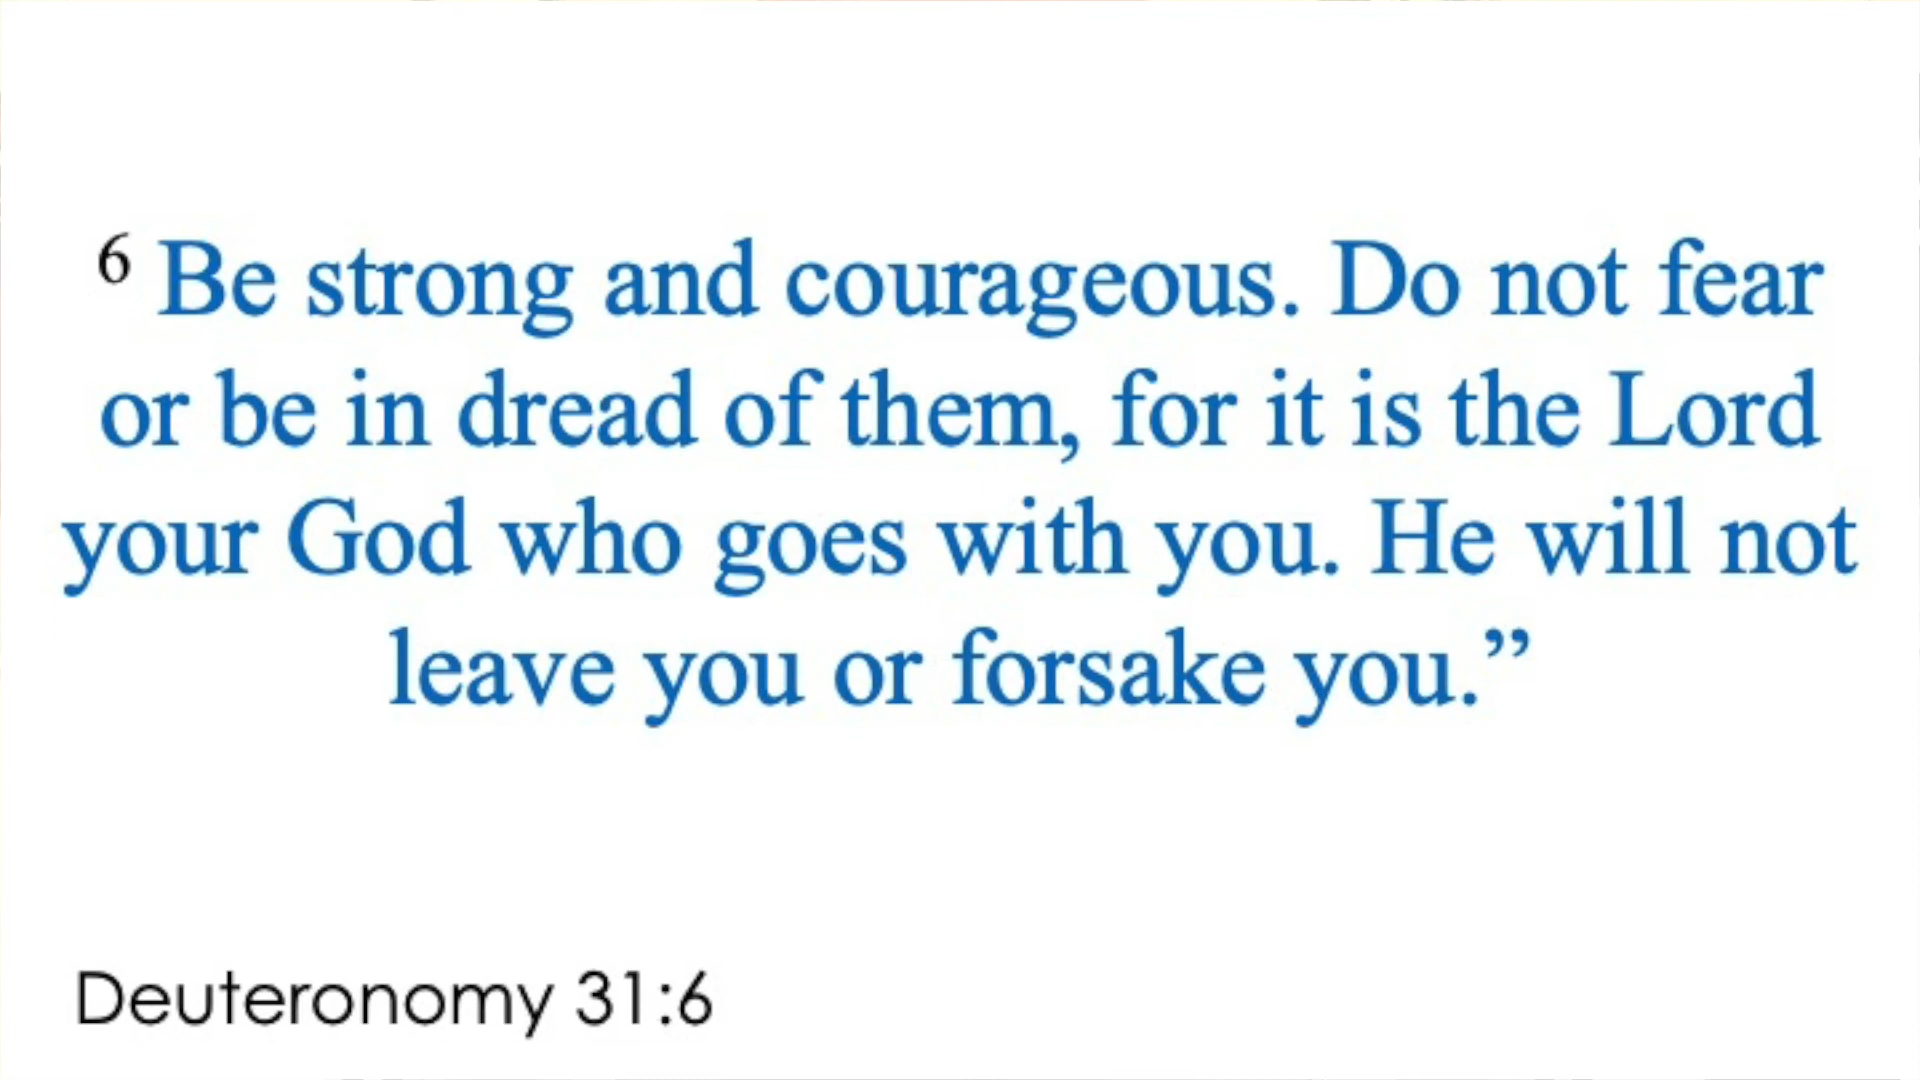 6 Be strong and courageous. Do not fear
or be in dread of them, for it is the Lord
your God who goes with you. He will not
leave you or forsake you.”
Deuteronomy 31:6